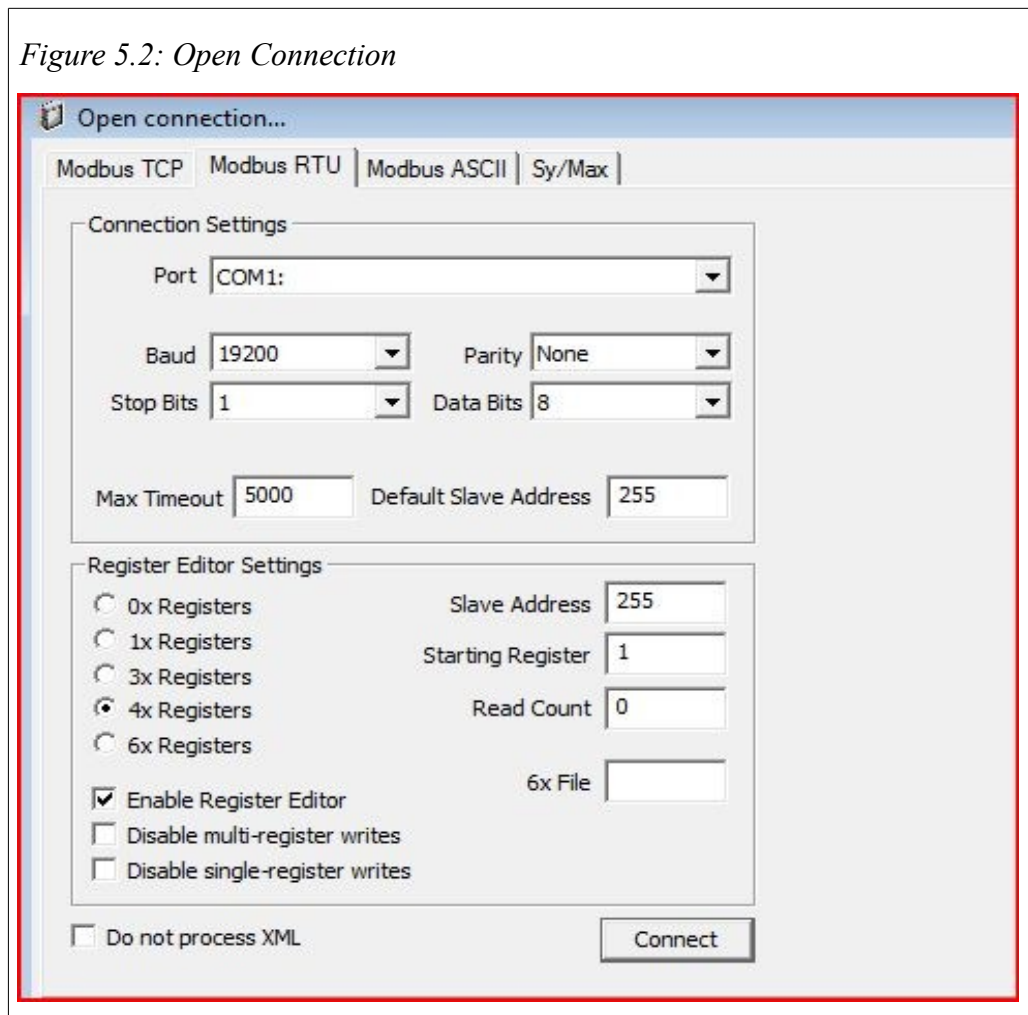 Figure 5.2: Open Connection
Open connection...
Modbus TCP Modbus RTU Modbus ASCII Sy/Max
Connection Settings
Port COM1:
Baud 19200 Parity None
Stop Bits 1 Data Bits 8
Max Timeout 5000 Default Slave Address 255
Register Editor Settings
0x Registers Slave Address 255
1x Registers Starting Register 1
3x Registers
4x Registers Read Count 0
6x Registers
6x File
Enable Register Editor
Disable multi-register writes
Disable single-register writes
Do not process XML Connect